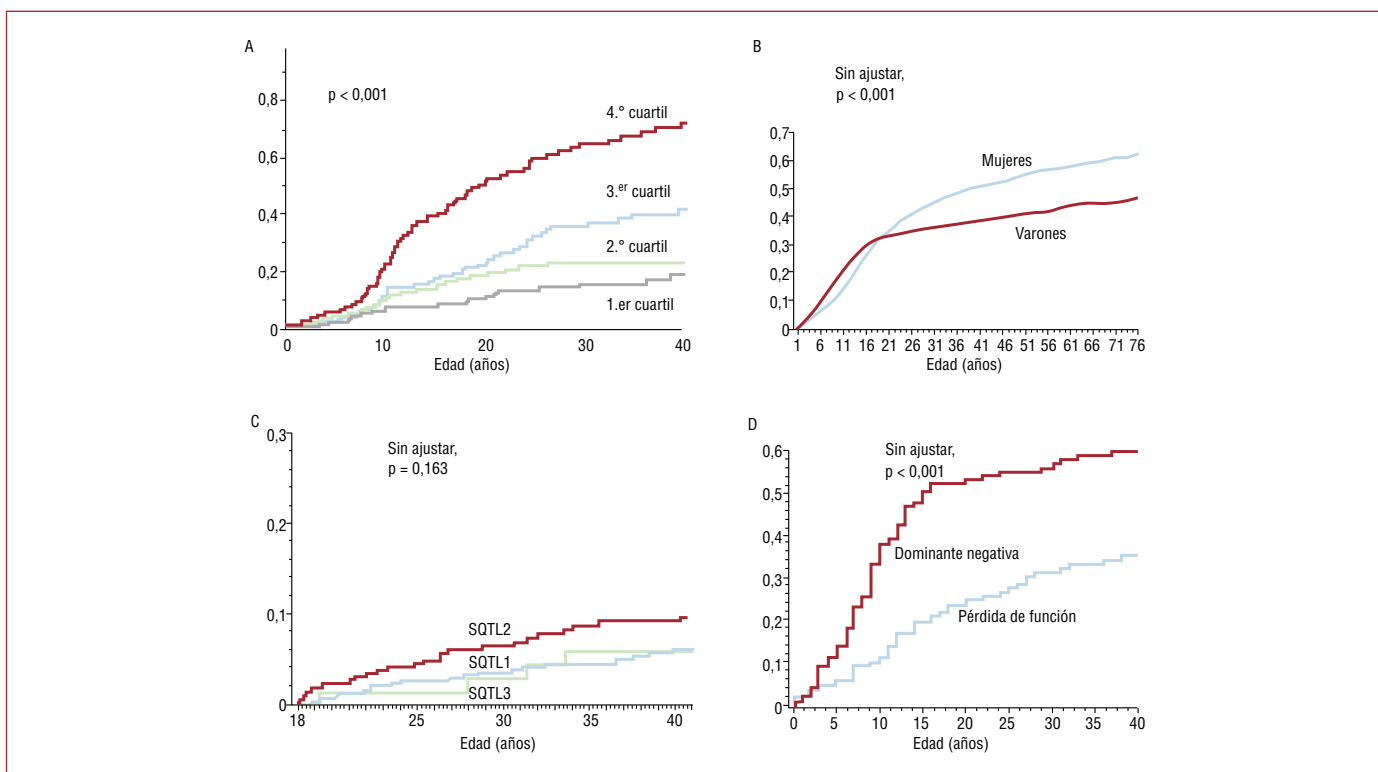 A
p < 0,001
0,8
0,6
0,4
0,2
0
4.° cuartil
3.er cuartil
2.° cuartil
1.er cuartil
0 10 20 30 40
Edad (años)
B
Sin ajustar,
p < 0,001
0,7
0,6
0,5
0,4
0,3
0,2
0,1
0
Mujeres
Varones
1 6 11 16 21 26 31 36 41 46 51 56 61 66 71 76
Edad (años)
C
Sin ajustar,
p = 0,163
0,3
0,2
0,1
0
SQTL2
SQTL1
SQTL3
18 25 30 35 40
Edad (años)
D
Sin ajustar,
p < 0,001
0,6
0,5
0,4
0,3
0,2
0,1
0
Dominante negativa
Pérdida de función
0 5 10 15 20 25 30 35 40
Edad (años)